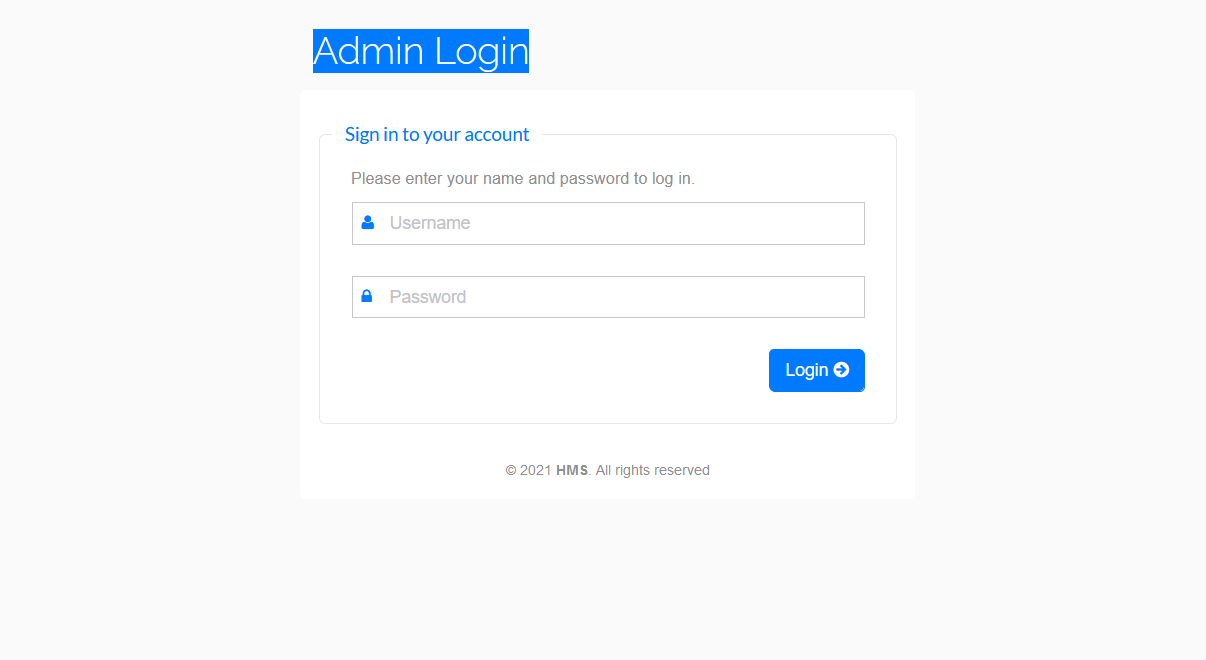 Admin Login
Sign in to your account
Please enter your name and password to log in.
Username
Password
Login
© 2021 HMS. All rights reserved